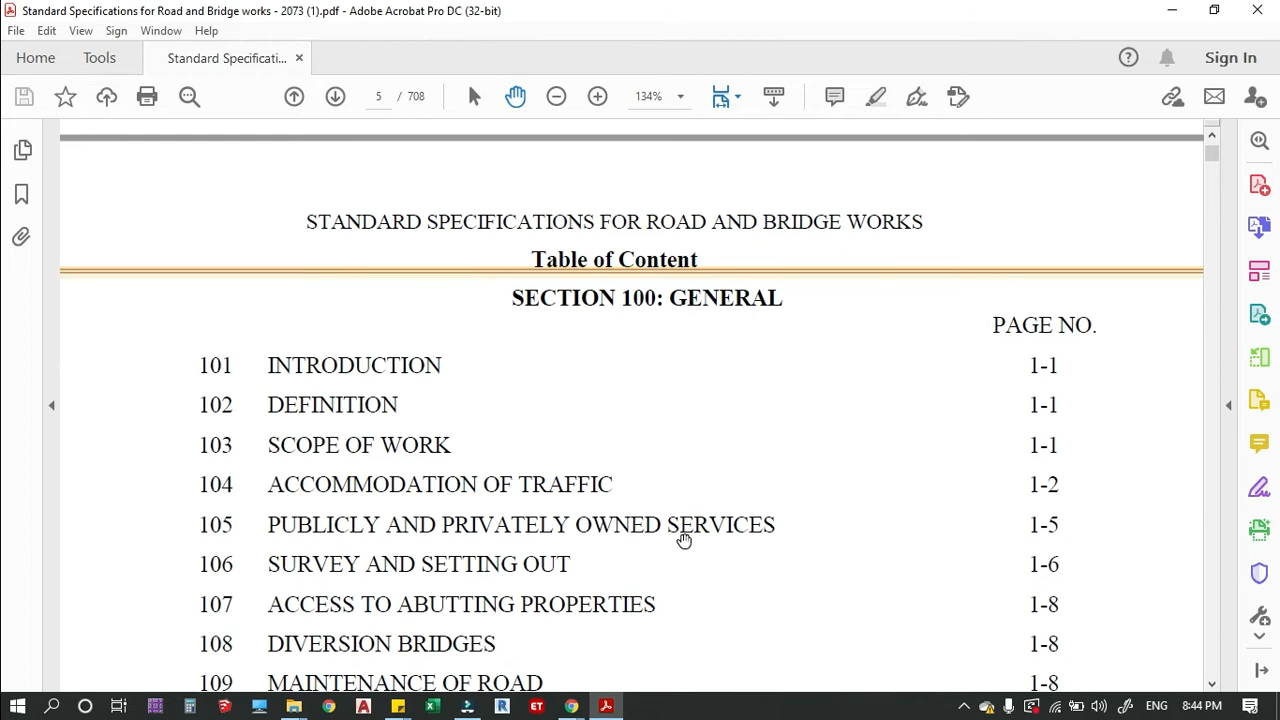 Standard Specifications for Road and Bridge works - 2073 (1).pdf - Adobe Acrobat Pro DC (32-bit)
File Edit View Sign Window Help
Home Tools Standard Specificati... × Sign In
5 / 708 134%
STANDARD SPECIFICATIONS FOR ROAD AND BRIDGE WORKS
Table of Content
SECTION 100: GENERAL
PAGE NO.
101 INTRODUCTION 1-1
102 DEFINITION 1-1
103 SCOPE OF WORK 1-1
104 ACCOMMODATION OF TRAFFIC 1-2
105 PUBLICLY AND PRIVATELY OWNED SERVICES 1-5
106 SURVEY AND SETTING OUT 1-6
107 ACCESS TO ABUTTING PROPERTIES 1-8
108 DIVERSION BRIDGES 1-8
109 MAINTENANCE OF ROAD 1-8
ENG 8:44 PM